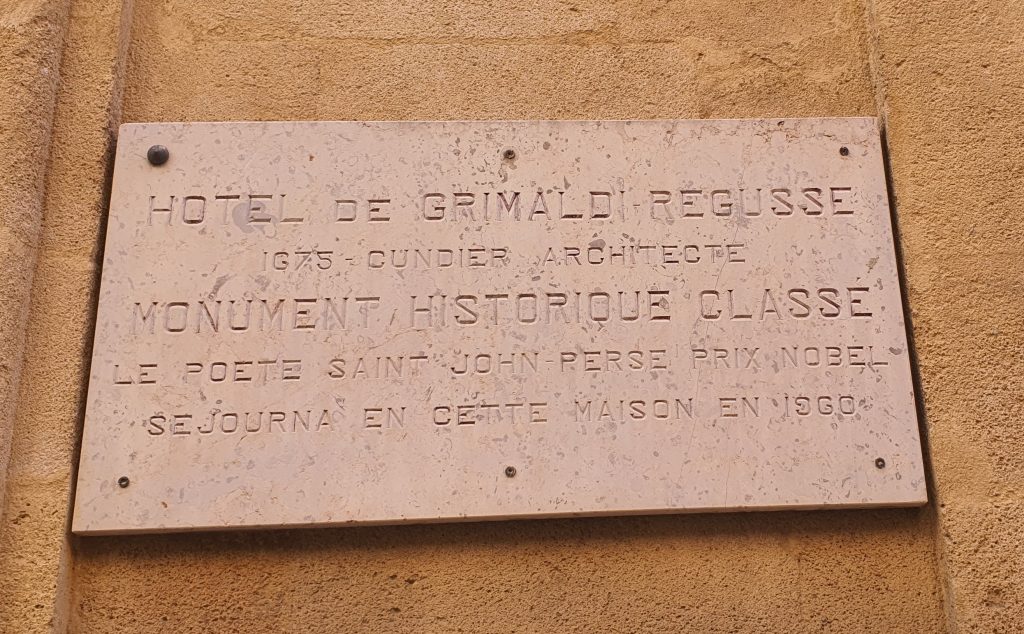 HOTEL DE GRIMALDI-REGUSSE
1675 - CUNDIER ARCHITECTE
MONUMENT HISTORIQUE CLASSE
LE POETE SAINT JOHN-PERSE PRIX NOBEL
SEJOURNA EN CETTE MAISON EN 1960